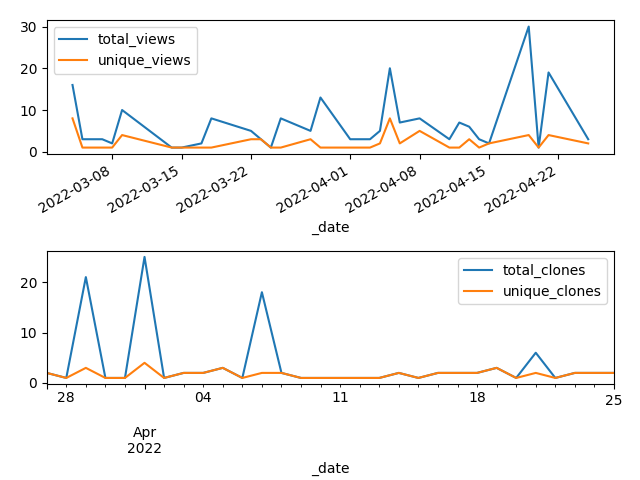 30
20
10
0
total_views
unique_views
2022-03-08
2022-03-15
2022-03-22
2022-04-01
2022-04-08
2022-04-15
2022-04-22
_date
20
10
0
total_clones
unique_clones
28
04
11
18
25
Apr
2022
_date